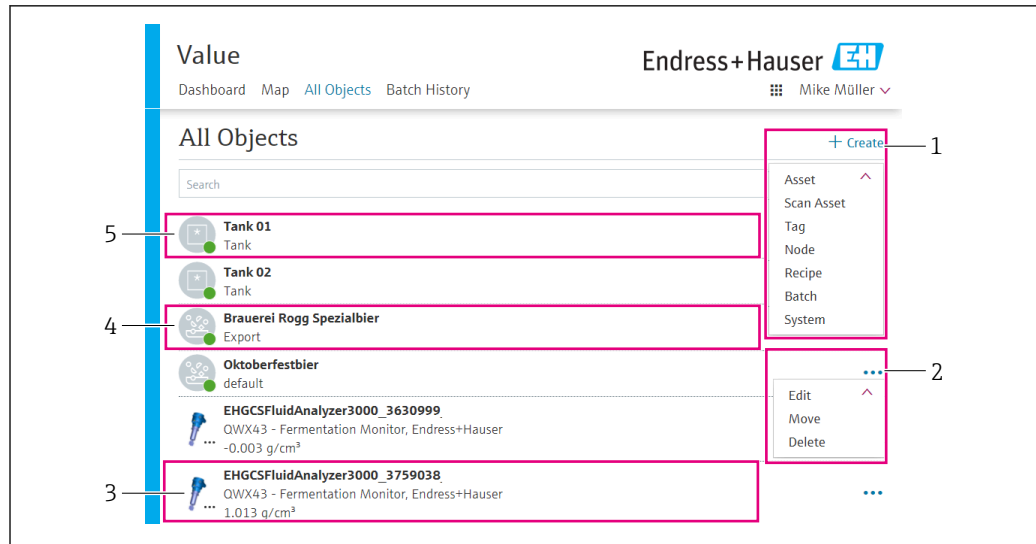 Value
Endress+Hauser EH
Dashboard Map All Objects Batch History
Mike Müller
All Objects
+ Create
1
Search
Asset
Scan Asset
Tag
Node
Recipe
Batch
System
5
Tank 01
Tank
Tank 02
Tank
4
Brauerei Rogg Spezialbier
Export
Oktoberfestbier
default
... 2
Edit
Move
Delete
EHGCSFluidAnalyzer3000_3630999
QWX43 - Fermentation Monitor, Endress+Hauser
... -0.003 g/cm³
3
EHGCSFluidAnalyzer3000_3759038
QWX43 - Fermentation Monitor, Endress+Hauser
... 1.013 g/cm³
...